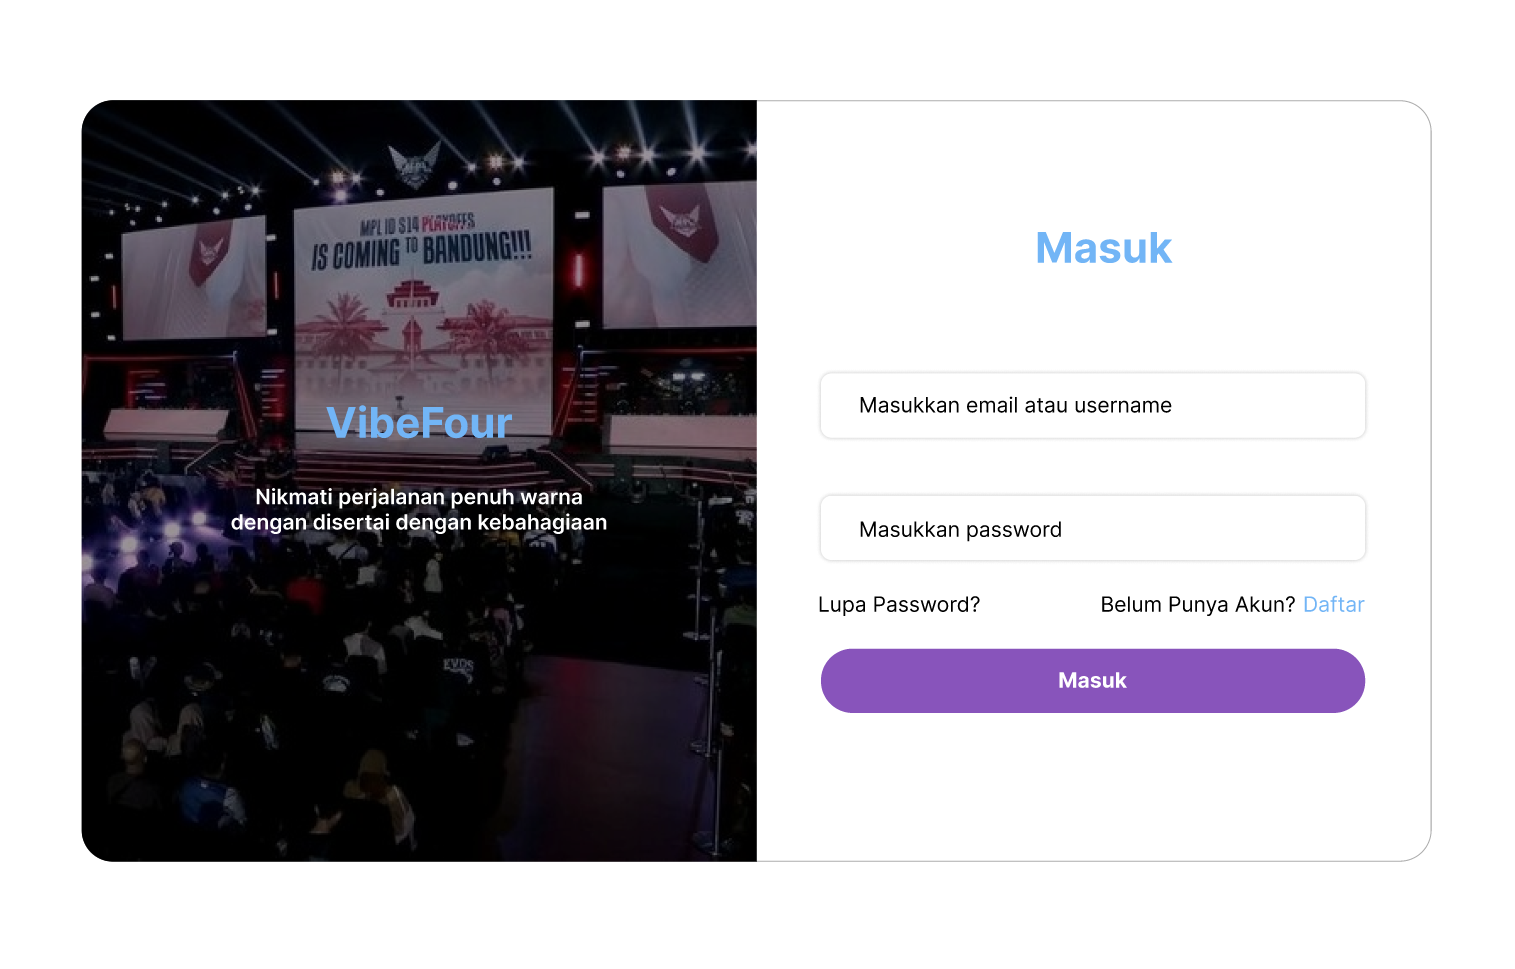 MPL ID S14 PLAYOFFS
IS COMING TO BANDUNG!!!
VibeFour
Nikmati perjalanan penuh warna
dengan disertai dengan kebahagiaan
EVOS
Masuk
Masukkan email atau username
Masukkan password
Lupa Password?
Belum Punya Akun? Daftar
Masuk